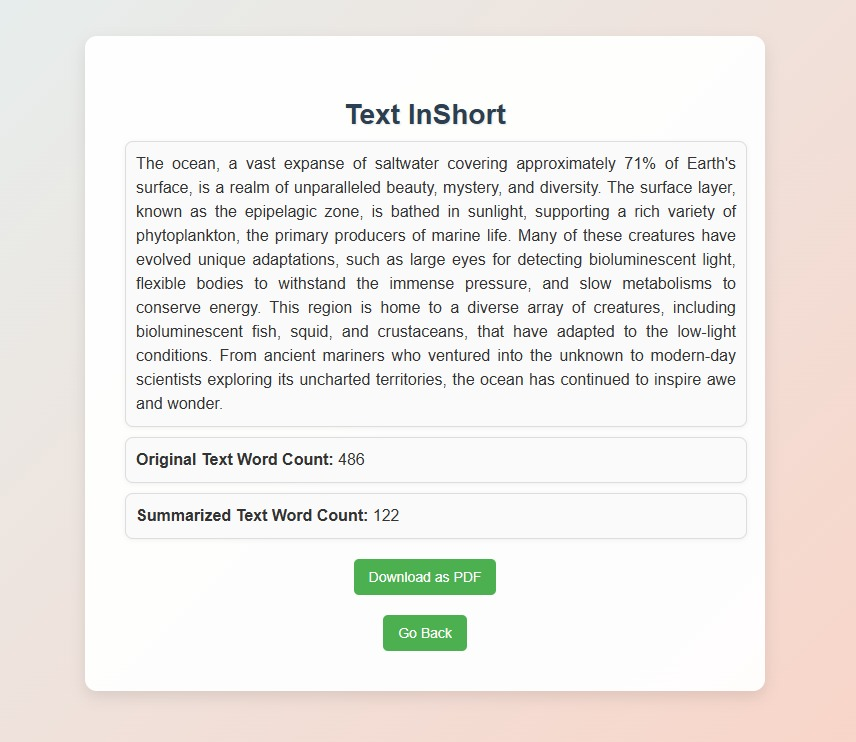 Text InShort
The ocean, a vast expanse of saltwater covering approximately 71% of Earth's
surface, is a realm of unparalleled beauty, mystery, and diversity. The surface layer,
known as the epipelagic zone, is bathed in sunlight, supporting a rich variety of
phytoplankton, the primary producers of marine life. Many of these creatures have
evolved unique adaptations, such as large eyes for detecting bioluminescent light,
flexible bodies to withstand the immense pressure, and slow metabolisms to
conserve energy. This region is home to a diverse array of creatures, including
bioluminescent fish, squid, and crustaceans, that have adapted to the low-light
conditions. From ancient mariners who ventured into the unknown to modern-day
scientists exploring its uncharted territories, the ocean has continued to inspire awe
and wonder.
Original Text Word Count: 486
Summarized Text Word Count: 122
Download as PDF
Go Back